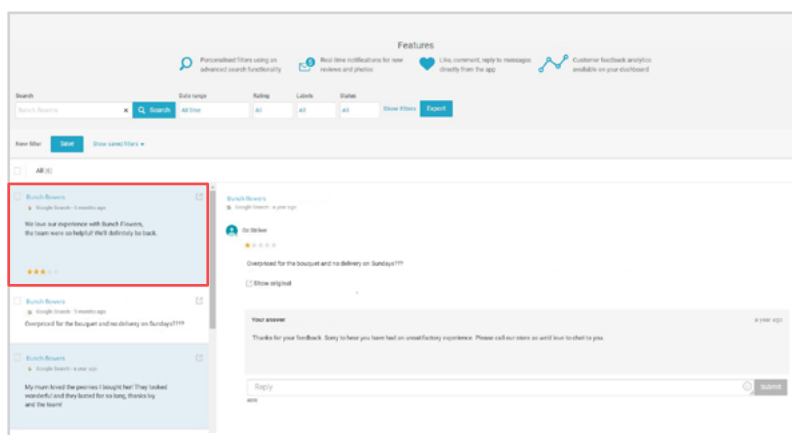 Features
Personalised filters using an
advanced search functionality
Real time notifications for new
reviews and photos
Like, comment, reply to messages
directly from the app
Customer feedback analytics
available on your dashboard
Search
Date range
Rating
Labels
Status
Bunch flowers
x
Search
All time
All
All
All
Show filters
Export
New filter
Save
Show saved filters
All
Bunch flowers
Google Search - 5 months ago
We love our experience with Bunch Flowers,
the team were so helpful! We'll definitely be back.
Bunch flowers
Google Search - 5 months ago
Overpriced for the bouquet and no delivery on Sundays????
Bunch flowers
Google Search - a year ago
My mum loved the peonies I bought her! They looked
wonderful and they lasted for so long, thanks Ivy
and the team!
Bunch flowers
Google Search - a year ago
Overpriced for the bouquet and no delivery on Sundays???
Show original
Your answer
a year ago
Thanks for your feedback. Sorry to hear you have had an unsatisfactory experience. Please call our store as we'd love to chat to you.
Reply
Submit